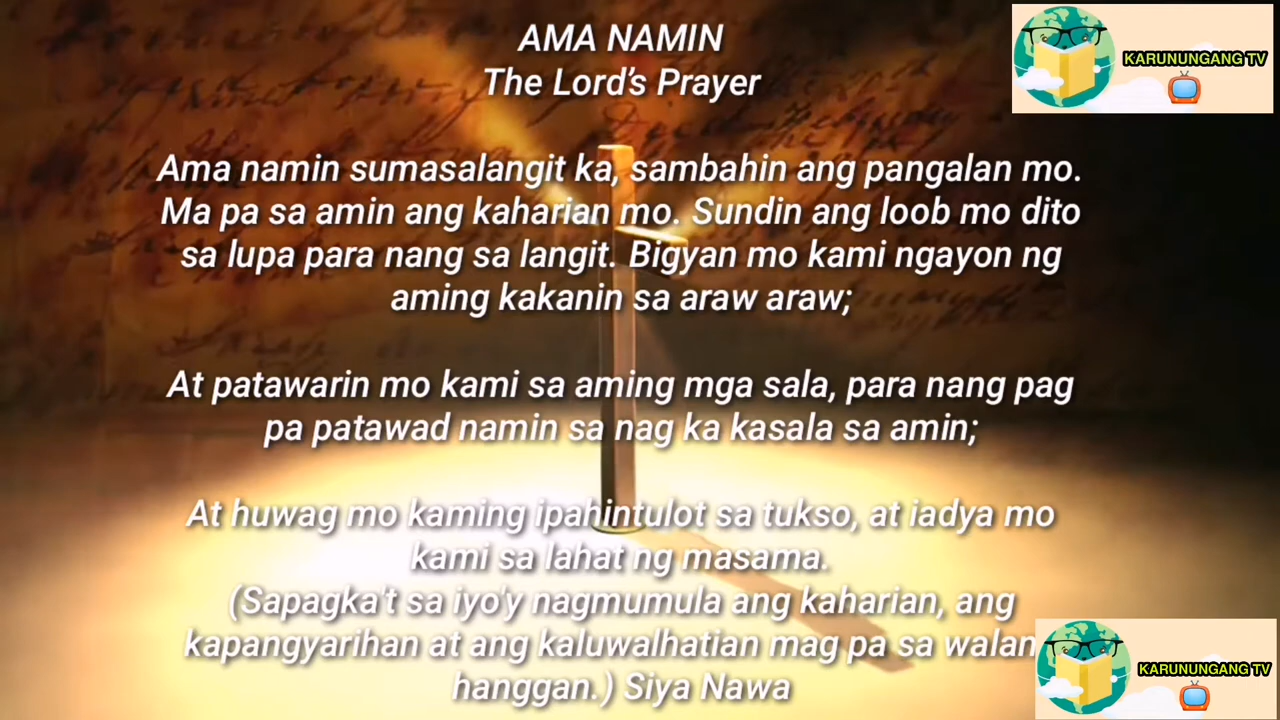 AMA NAMIN
The Lord's Prayer
KARUNUNGANG TV
Ama namin sumasalangit ka, sambahin ang pangalan mo.
Ma pa sa amin ang kaharian mo. Sundin ang loob mo dito
sa lupa para nang sa langit. Bigyan mo kami ngayon ng
aming kakanin sa araw araw;
At patawarin mo kami sa aming mga sala, para nang pag
pa patawad namin sa nag ka kasala sa amin;
At huwag mo kaming ipahintulot sa tukso, at iadya mo
kami sa lahat ng masama.
(Sapagka't sa iyo'y nagmumula ang kaharian, ang
kapangyarihan at ang kaluwalhatian mag pa sa walan
hanggan.) Siya Nawa
KARUNUNGANG TV